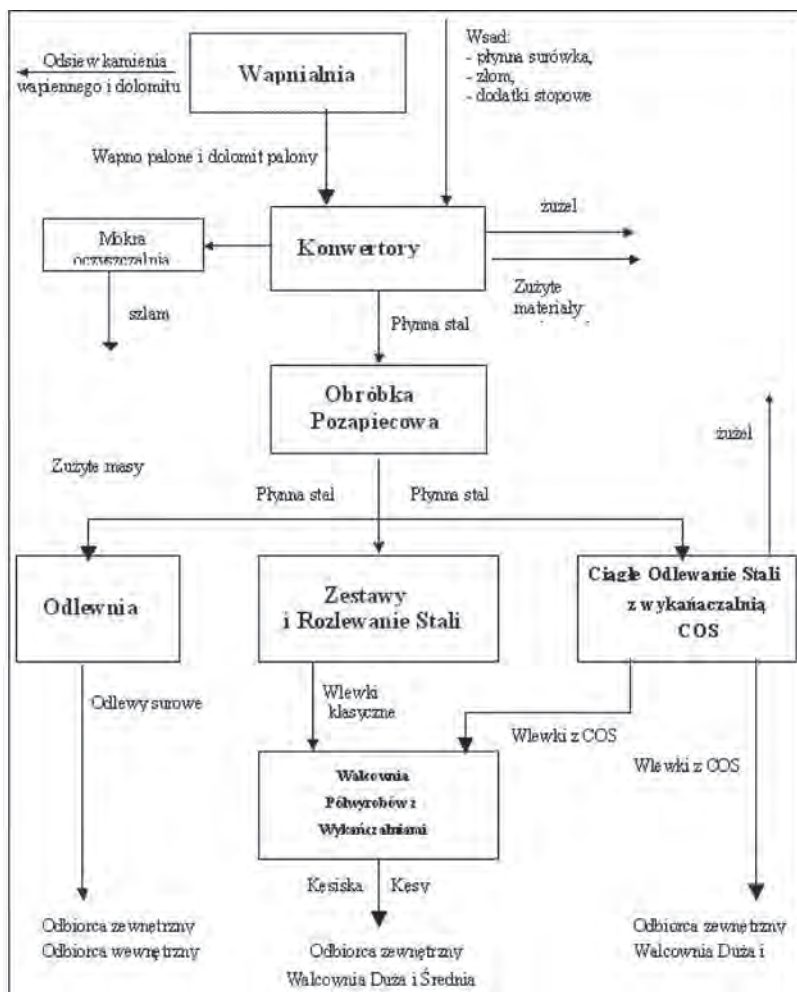 Odsiew kamienia
wapiennego i dolomitu
Wapnialnia
Wsad:
- płynna surówka,
- złom,
- dodatki stopowe
Wapno palone i dolomit palony
Mokra
oczyszczalnia
Konwertory
żużel
Zużyte
materiały
szlam
Płynna stal
Obróbka
Pozapiecowa
żużel
Zużyte masy
Płynna stal
Płynna stal
Odlewnia
Zestawy
i Rozlewanie Stali
Ciągłe Odlewanie Stali
z wykańaczalnią
COS
Odlewy surowe
Wlewki
klasyczne
Wlewki z COS
Wlewki z COS
Walcownia
Półwyrobów z
Wykańczalniami
Kęsiska
Kęsy
Odbiorca zewnętrzny
Odbiorca wewnętrzny
Odbiorca zewnętrzny
Walcownia Duża i Średnia
Odbiorca zewnętrzny
Walcownia Duża i